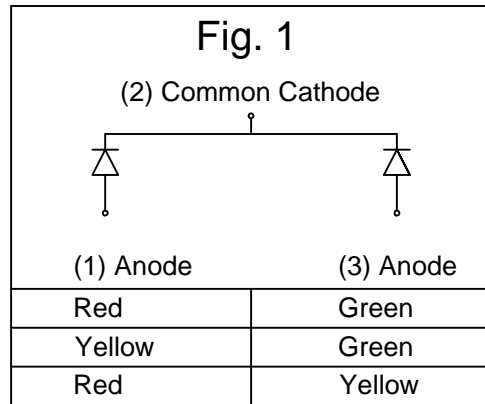 Fig. 1
(2) Common Cathode
(1) Anode (3) Anode
Red Green
Yellow Green
Red Yellow